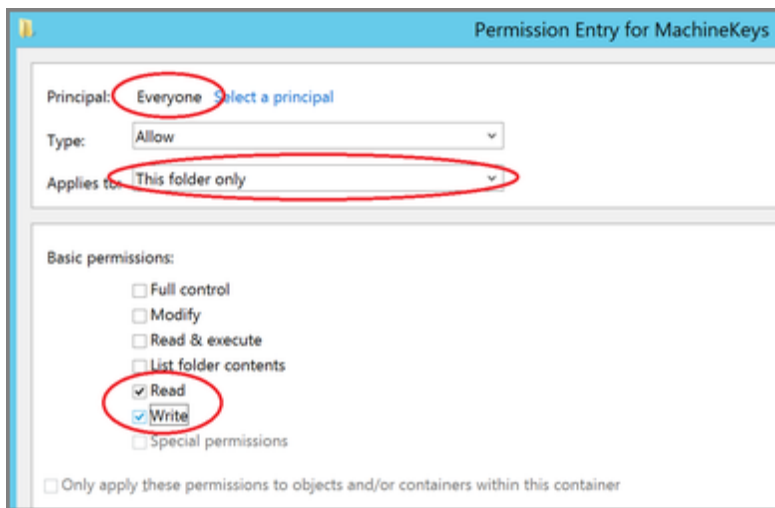 Permission Entry for MachineKeys
Principal: Everyone Select a principal
Type: Allow
Applies to: This folder only
Basic permissions:
Full control
Modify
Read & execute
List folder contents
Read
Write
Special permissions
Only apply these permissions to objects and/or containers within this container